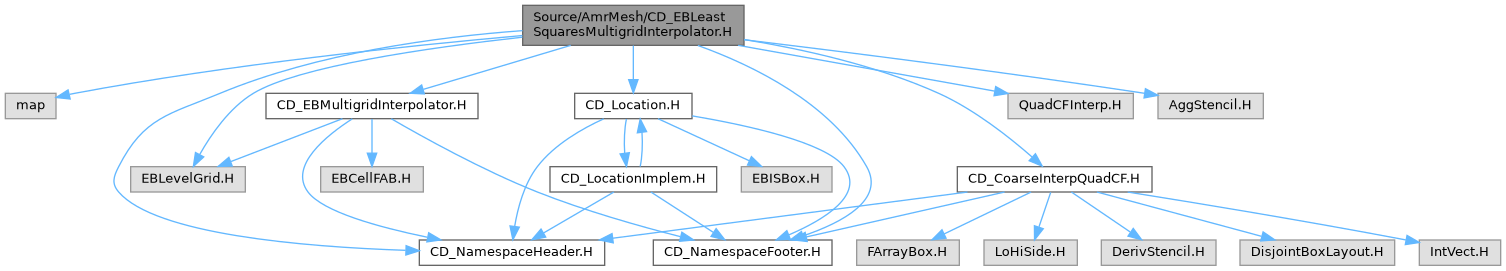 Source/AmrMesh/CD_EBLeast
SquaresMultigridInterpolator.H
map
CD_EBMultigridInterpolator.H
CD_Location.H
QuadCFInterp.H
AggStencil.H
EBLevelGrid.H
EBCellFAB.H
CD_LocationImplem.H
EBISBox.H
CD_CoarseInterpQuadCF.H
CD_NamespaceHeader.H
CD_NamespaceFooter.H
FArrayBox.H
LoHiSide.H
DerivStencil.H
DisjointBoxLayout.H
IntVect.H